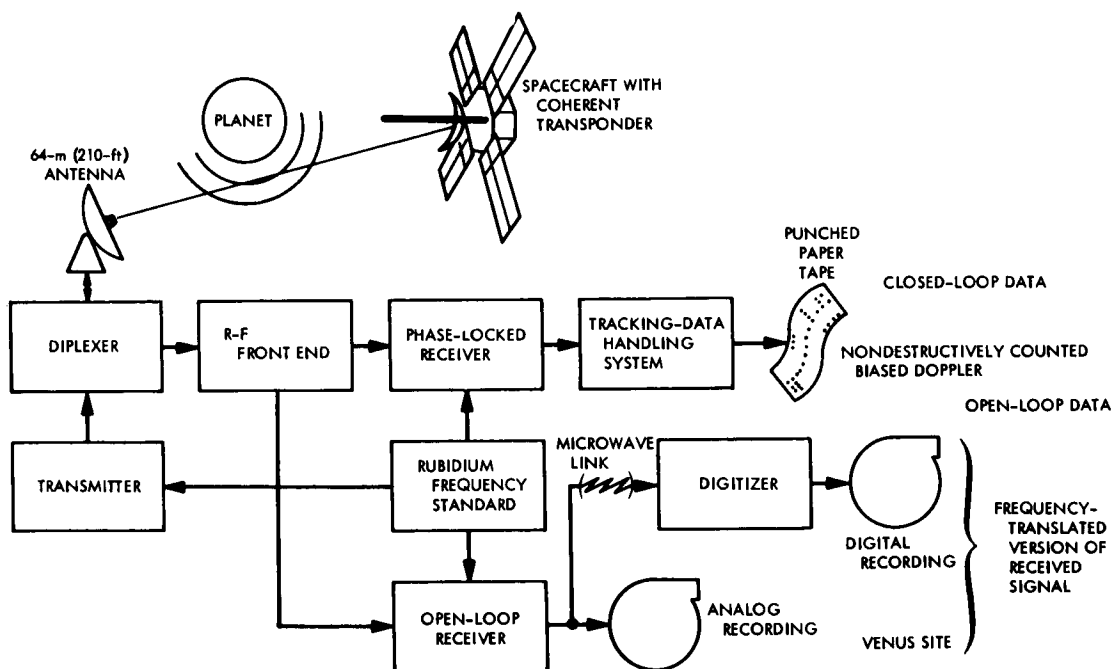 PLANET
SPACECRAFT WITH
COHERENT
TRANSPONDER
64-m (210-ft)
ANTENNA
PUNCHED
PAPER
TAPE
CLOSED-LOOP DATA
DIPLEXER
R-F
FRONT END
PHASE-LOCKED
RECEIVER
TRACKING-DATA
HANDLING
SYSTEM
NONDESTRUCTIVELY COUNTED
BIASED DOPPLER
OPEN-LOOP DATA
TRANSMITTER
RUBIDIUM
FREQUENCY
STANDARD
MICROWAVE
LINK
DIGITIZER
DIGITAL
RECORDING
FREQUENCY-
TRANSLATED
VERSION OF
RECEIVED
SIGNAL
OPEN-LOOP
RECEIVER
ANALOG
RECORDING
VENUS SITE